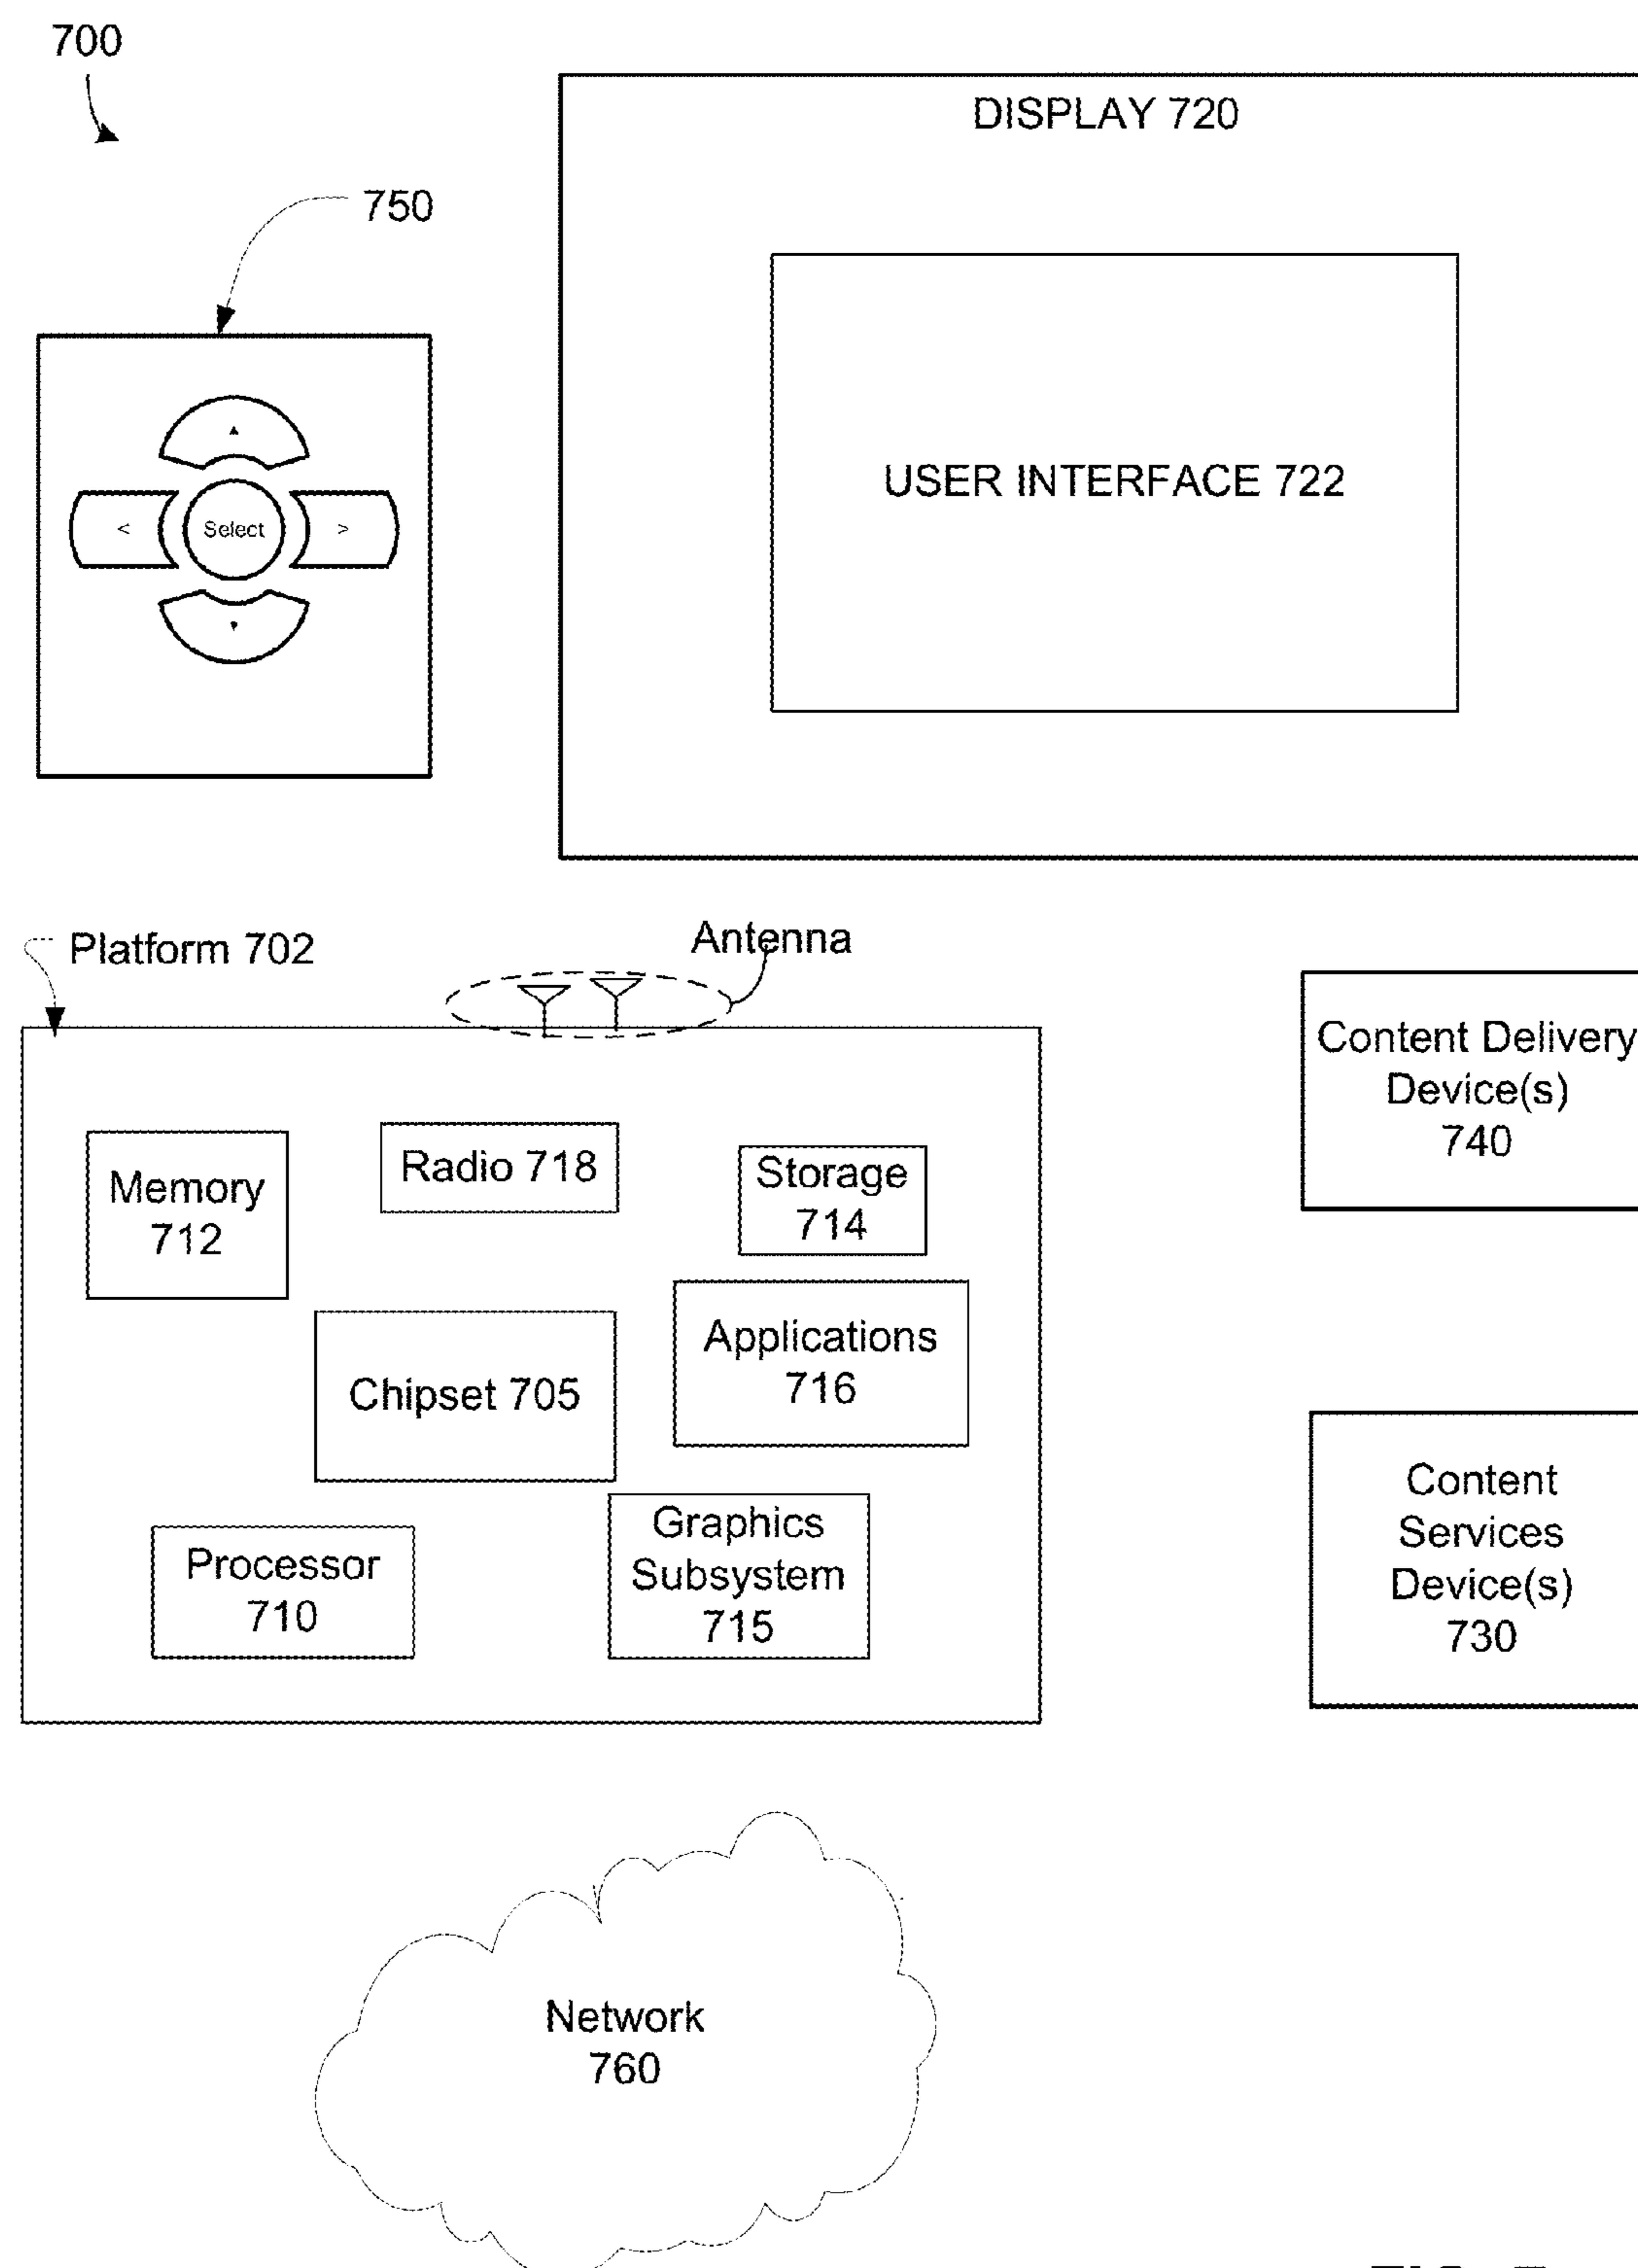 700
DISPLAY 720
750
USER INTERFACE 722
<
Select
>
Platform 702
Antenna
Memory
712
Radio 718
Storage
714
Chipset 705
Applications
716
Processor
710
Graphics
Subsystem
715
Content Delivery
Device(s)
740
Content
Services
Device(s)
730
Network
760